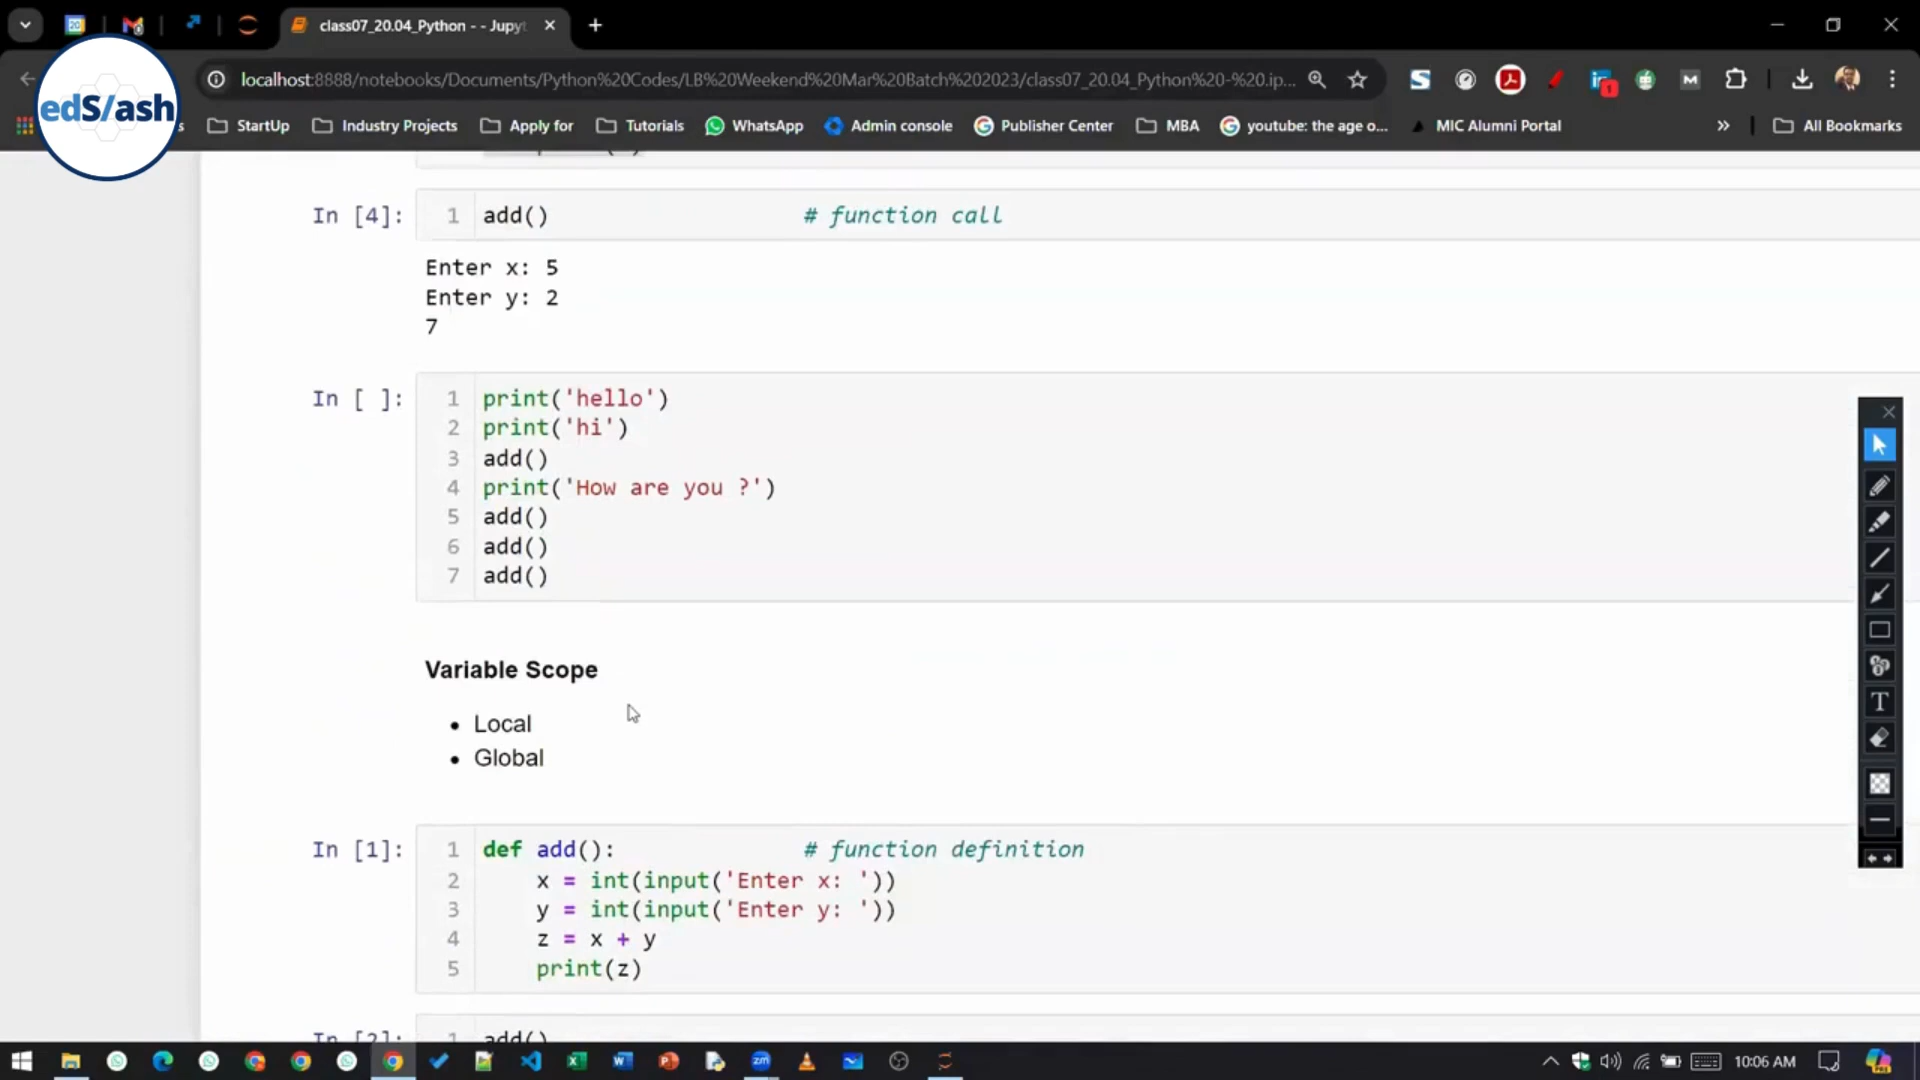 class07_20.04_Python - - Jupyt
edS/ash
localhost:8888/notebooks/Documents/Python%20Codes/LB%20Weekend%20Mar%20Batch%202023/class07_20.04_Python%20-%20.ip...
StartUp
Industry Projects
Apply for
Tutorials
WhatsApp
Admin console
Publisher Center
MBA
youtube: the age o...
MIC Alumni Portal
»
All Bookmarks
In [4]:
1 add() # function call
Enter x: 5
Enter y: 2
7
In [ ]:
1 print('hello')
2 print('hi')
3 add()
4 print('How are you ?')
5 add()
6 add()
7 add()
Variable Scope
• Local
• Global
In [1]:
1 def add(): # function definition
2 x = int(input('Enter x: '))
3 y = int(input('Enter y: '))
4 z = x + y
5 print(z)
In [2]:
1 add()
10:06 AM